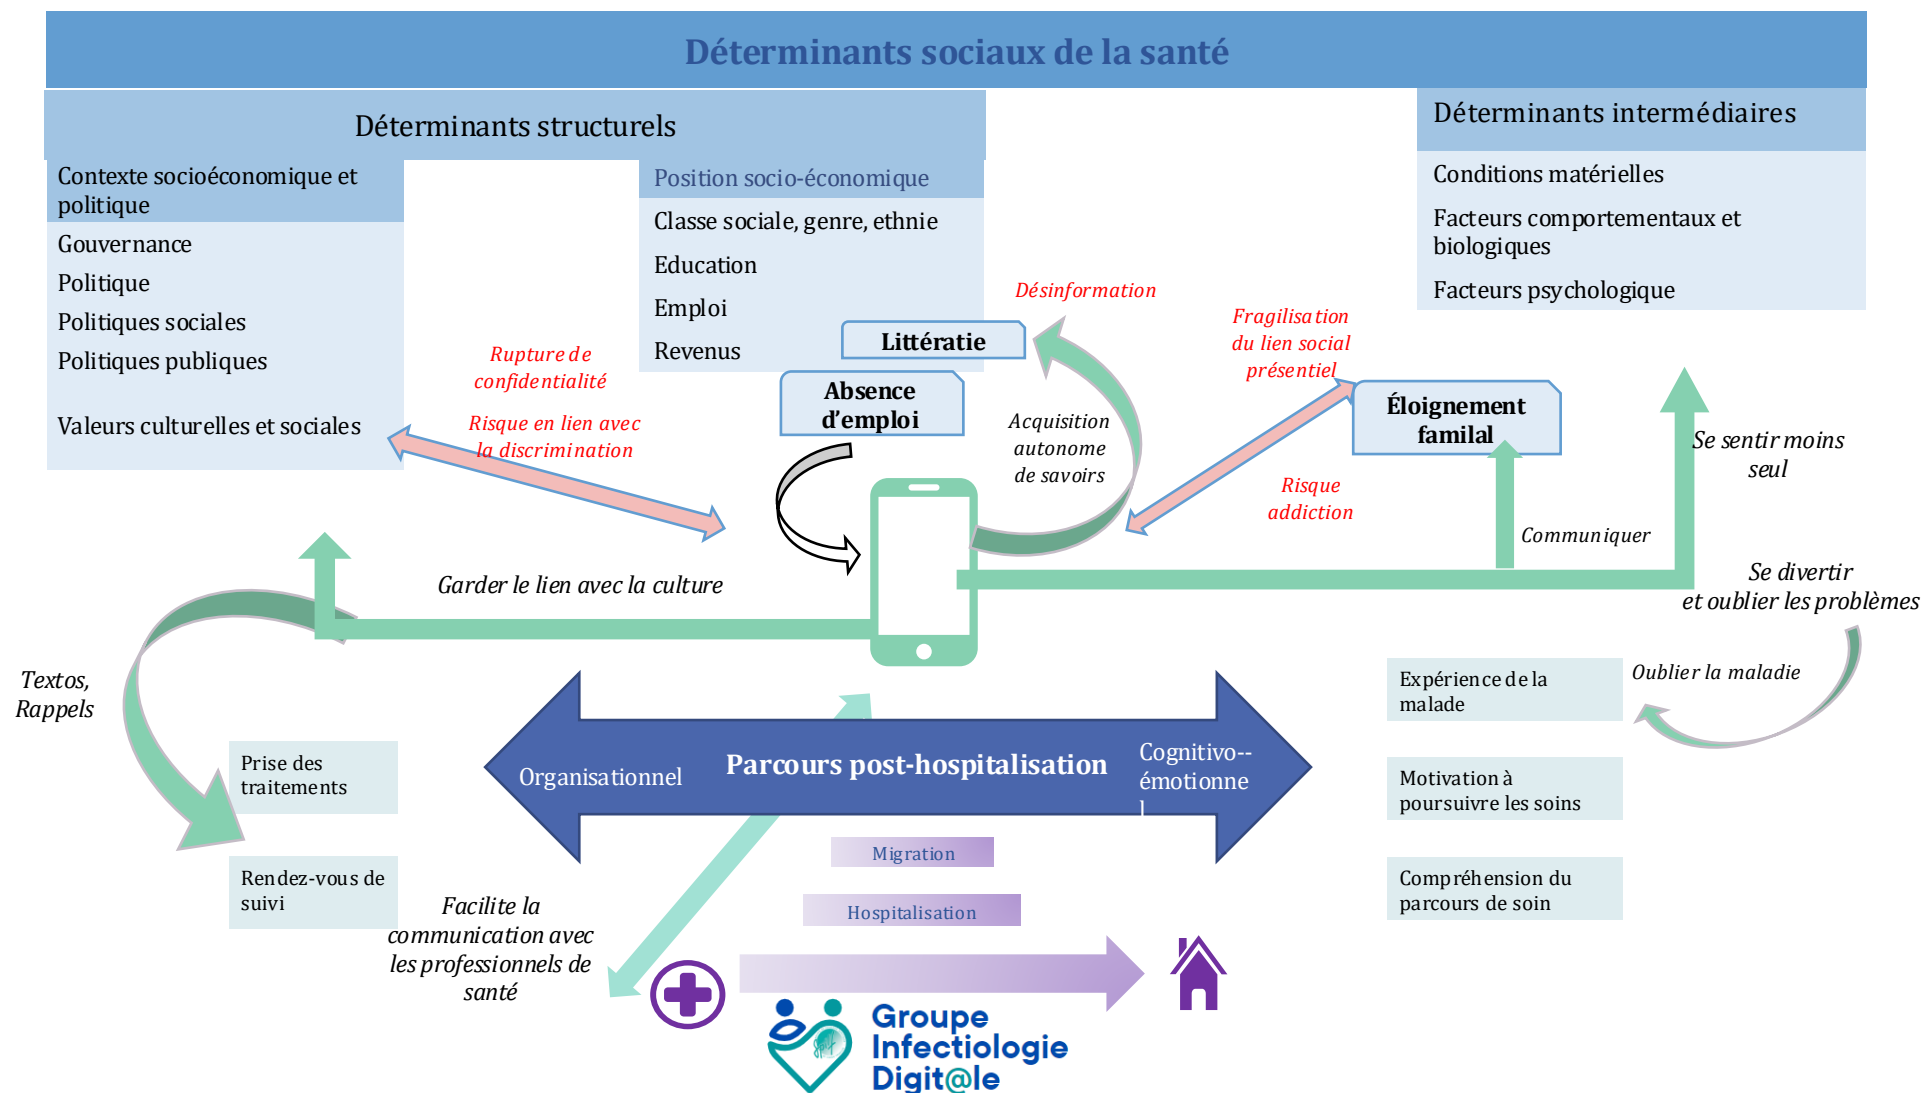 Déterminants sociaux de la santé
Déterminants structurels
Déterminants intermédiaires
Contexte socioéconomique et
politique
Gouvernance
Politique
Politiques sociales
Politiques publiques
Valeurs culturelles et sociales
Position socio-économique
Classe sociale, genre, ethnie
Education
Emploi
Revenus
Littératie
Absence
d'emploi
Conditions matérielles
Facteurs comportementaux et
biologiques
Facteurs psychologique
Désinformation
Rupture de
confidentialité
Risque en lien avec
la discrimination
Acquisition
autonome
de savoirs
Fragilisation
du lien social
présentiel
Éloignement
familal
Risque
addiction
Se sentir moins
seul
Communiquer
Se divertir
et oublier les problèmes
Garder le lien avec la culture
Textos,
Rappels
Oublier la maladie
Expérience de la
malade
Motivation à
poursuivre les soins
Compréhension du
parcours de soin
Prise des
traitements
Rendez-vous de
suivi
Organisationnel
Parcours post-hospitalisation
Cognitivo--
émotionne
l
Migration
Hospitalisation
Facilite la
communication avec
les professionnels de
santé
Groupe
Infectiologie
Digit@le